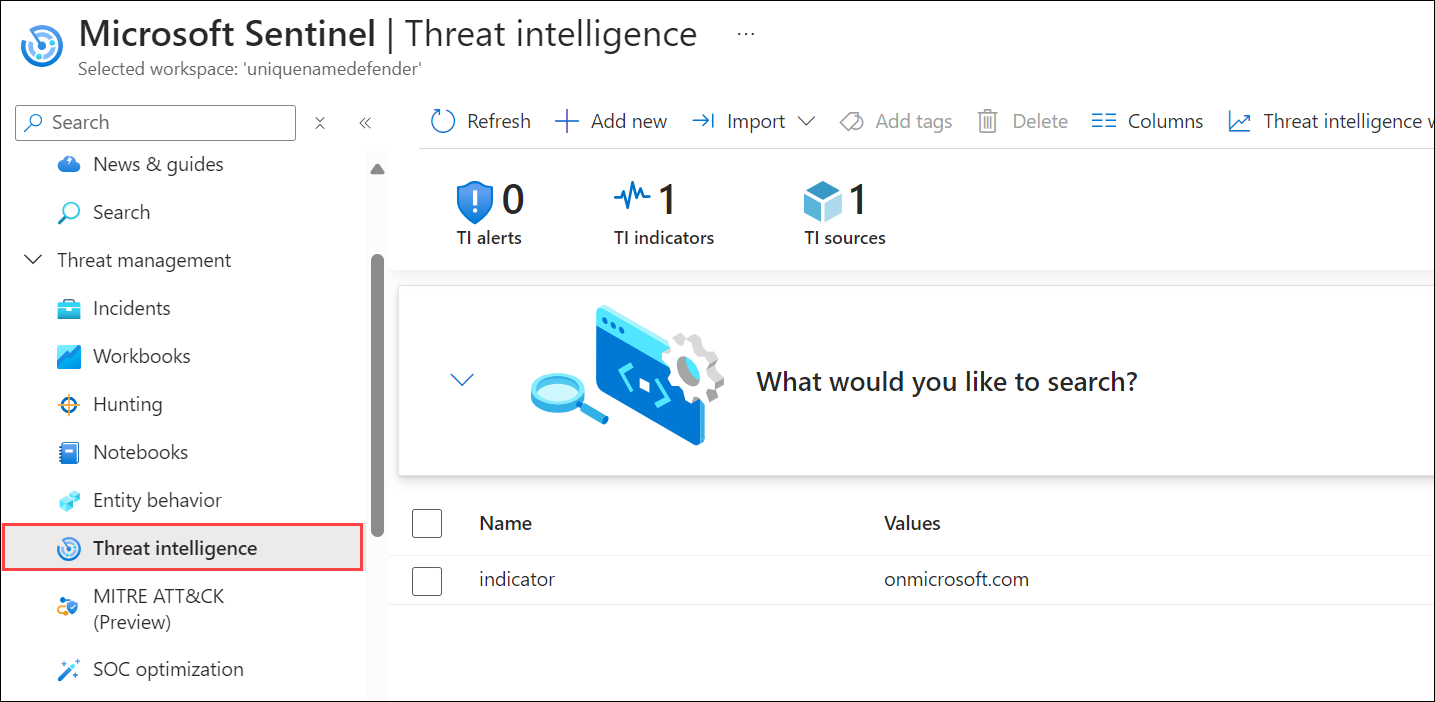 Microsoft Sentinel | Threat intelligence ...
Selected workspace: 'uniquenamedefender'
Search
Refresh
Add new
Import
Add tags
Delete
Columns
Threat intelligence
News & guides
Search
Threat management
Incidents
Workbooks
Hunting
Notebooks
Entity behavior
Threat intelligence
MITRE ATT&CK
(Preview)
SOC optimization
0
TI alerts
1
TI indicators
1
TI sources
What would you like to search?
Name Values
indicator onmicrosoft.com